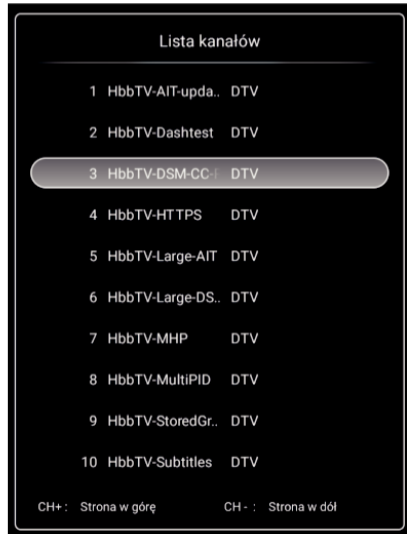 Lista kanałów
1 HbbTV-AIT-upda.. DTV
2 HbbTV-Dashtest DTV
3 HbbTV-DSM-CC- DTV
4 HbbTV-HTTPS DTV
5 HbbTV-Large-AIT DTV
6 HbbTV-Large-DS.. DTV
7 HbbTV-MHP DTV
8 HbbTV-MultiPID DTV
9 HbbTV-StoredGr.. DTV
10 HbbTV-Subtitles DTV
CH+ : Strona w górę CH - : Strona w dół